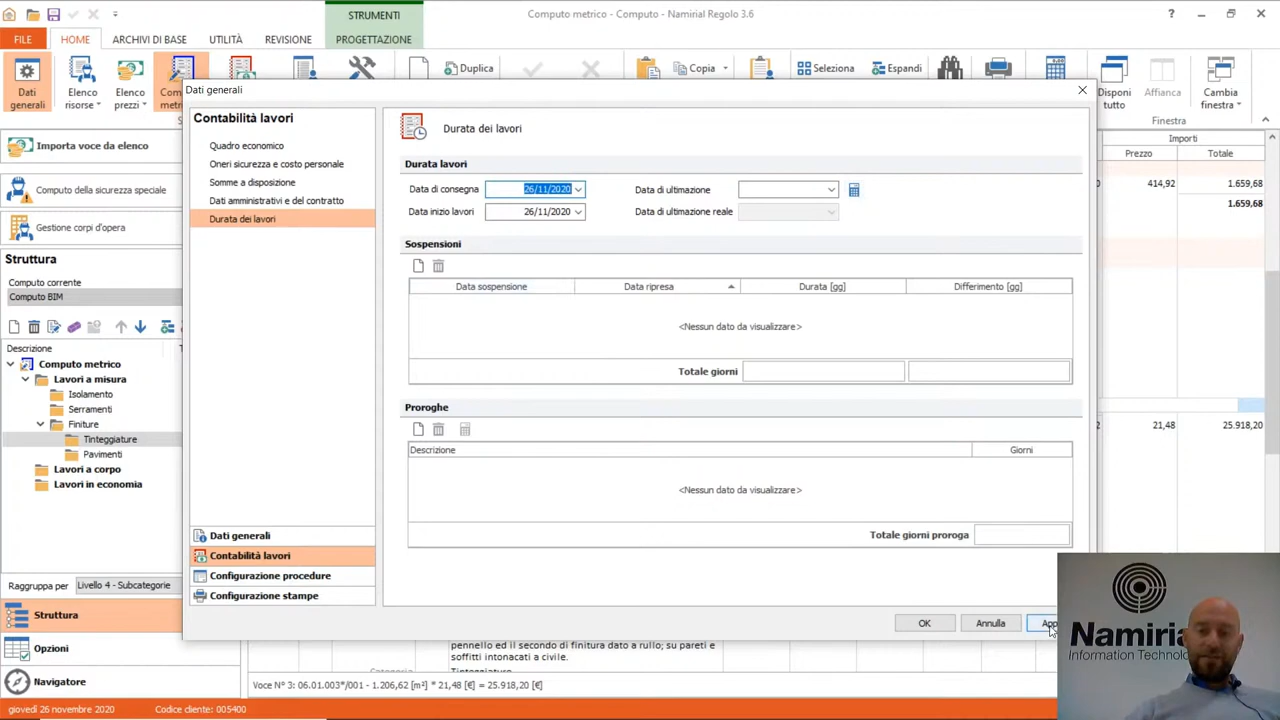 STRUMENTI
Computo metrico - Computo - Namirial Regolo 3.6
FILE HOME ARCHIVI DI BASE UTILITÀ REVISIONE PROGETTAZIONE
Duplica Copia Seleziona Espandi
Dati generali
Elenco risorse
Elenco prezzi
Disponi tutto
Affianca
Cambia finestra
Finestra
Dati generali
Importa voce da elenco
Computo della sicurezza speciale
Gestione corpi d'opera
Struttura
Computo corrente
Computo BIM
Descrizione
Computo metrico
Lavori a misura
Isolamento
Serramenti
Finiture
Tinteggiature
Pavimenti
Lavori a corpo
Lavori in economia
Raggruppa per Livello 4 - Subcategorie
Struttura
Opzioni
Navigatore
Contabilità lavori
Quadro economico
Oneri sicurezza e costo personale
Somme a disposizione
Dati amministrativi e del contratto
Durata dei lavori
Dati generali
Contabilità lavori
Configurazione procedure
Configurazione stampe
Durata dei lavori
Durata lavori
Data di consegna 26/11/2020 Data di ultimazione
Data inizio lavori 26/11/2020 Data di ultimazione reale
Sospensioni
Data sospensione Data ripresa Durata [gg] Differimento [gg]
<Nessun dato da visualizzare>
Totale giorni
Proroghe
Descrizione Giorni
<Nessun dato da visualizzare>
Totale giorni proroga
OK Annulla
Importi
Prezzo Totale
414,92 1.659,68
1.659,68
21,48 25.918,20
pennello ed il secondo di finitura dato a rullo; su pareti e
soffitti intonacati a civile.
Voce N° 3: 06.01.003*/001 - 1.206,62 [m²] * 21,48 [€] = 25.918,20 [€]
giovedì 26 novembre 2020 Codice cliente: 005400
Namirial
Information Technolo